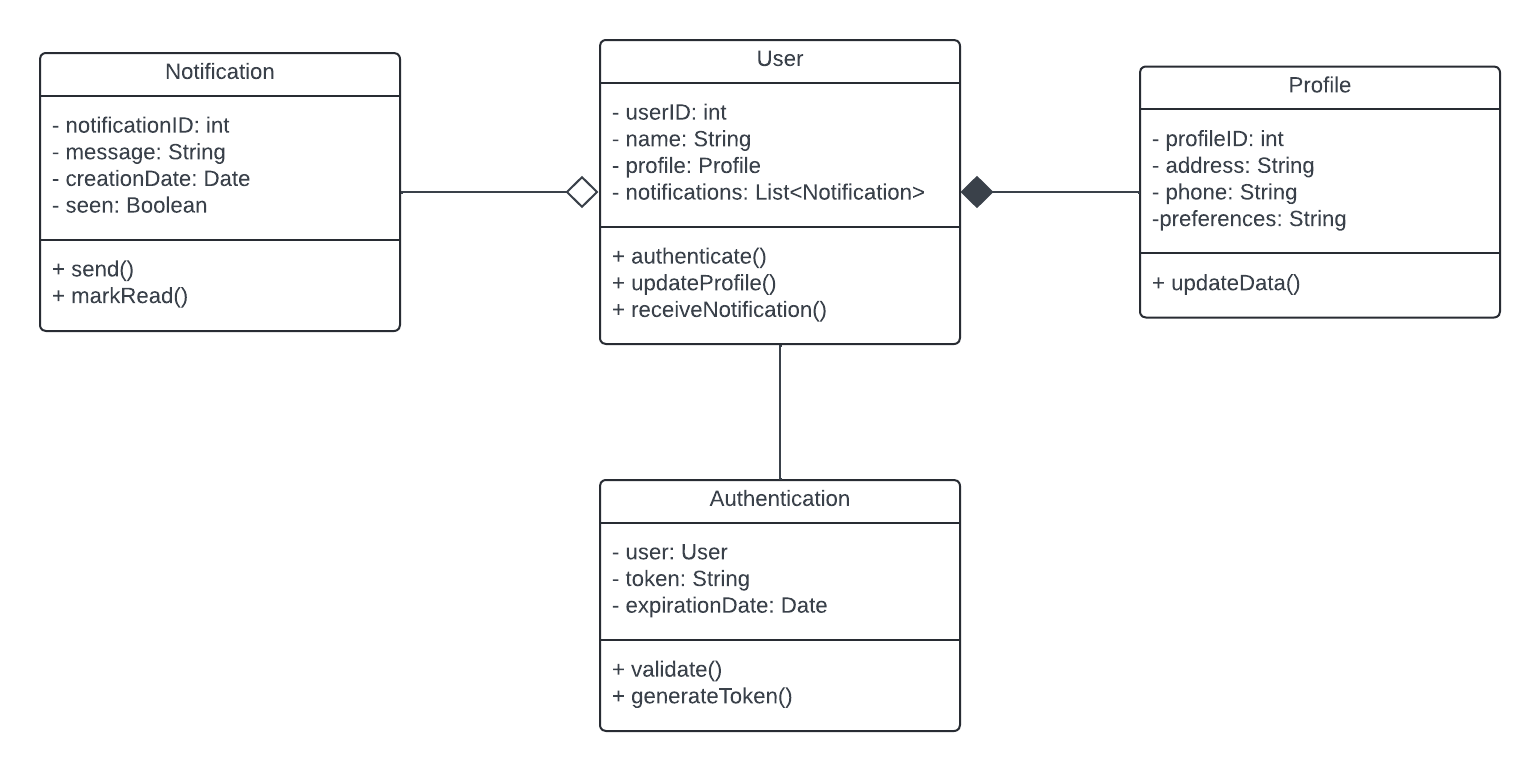 Notification
- notificationID: int
- message: String
- creationDate: Date
- seen: Boolean
+ send()
+ markRead()
User
- userID: int
- name: String
- profile: Profile
- notifications: List<Notification>
+ authenticate()
+ updateProfile()
+ receiveNotification()
Profile
- profileID: int
- address: String
- phone: String
-preferences: String
+ updateData()
Authentication
- user: User
- token: String
- expirationDate: Date
+ validate()
+ generateToken()